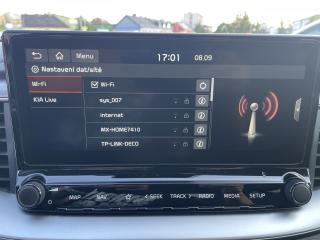 Menu 17:01 08.09
Nastavení dat/sítě
Wi-Fi
Wi-Fi
KIA Live
sys_007
internet
MX-HOME7410
TP-LINK-DECO
MAP NAV ☆ < SEEK TRACK > RADIO MEDIA SETUP